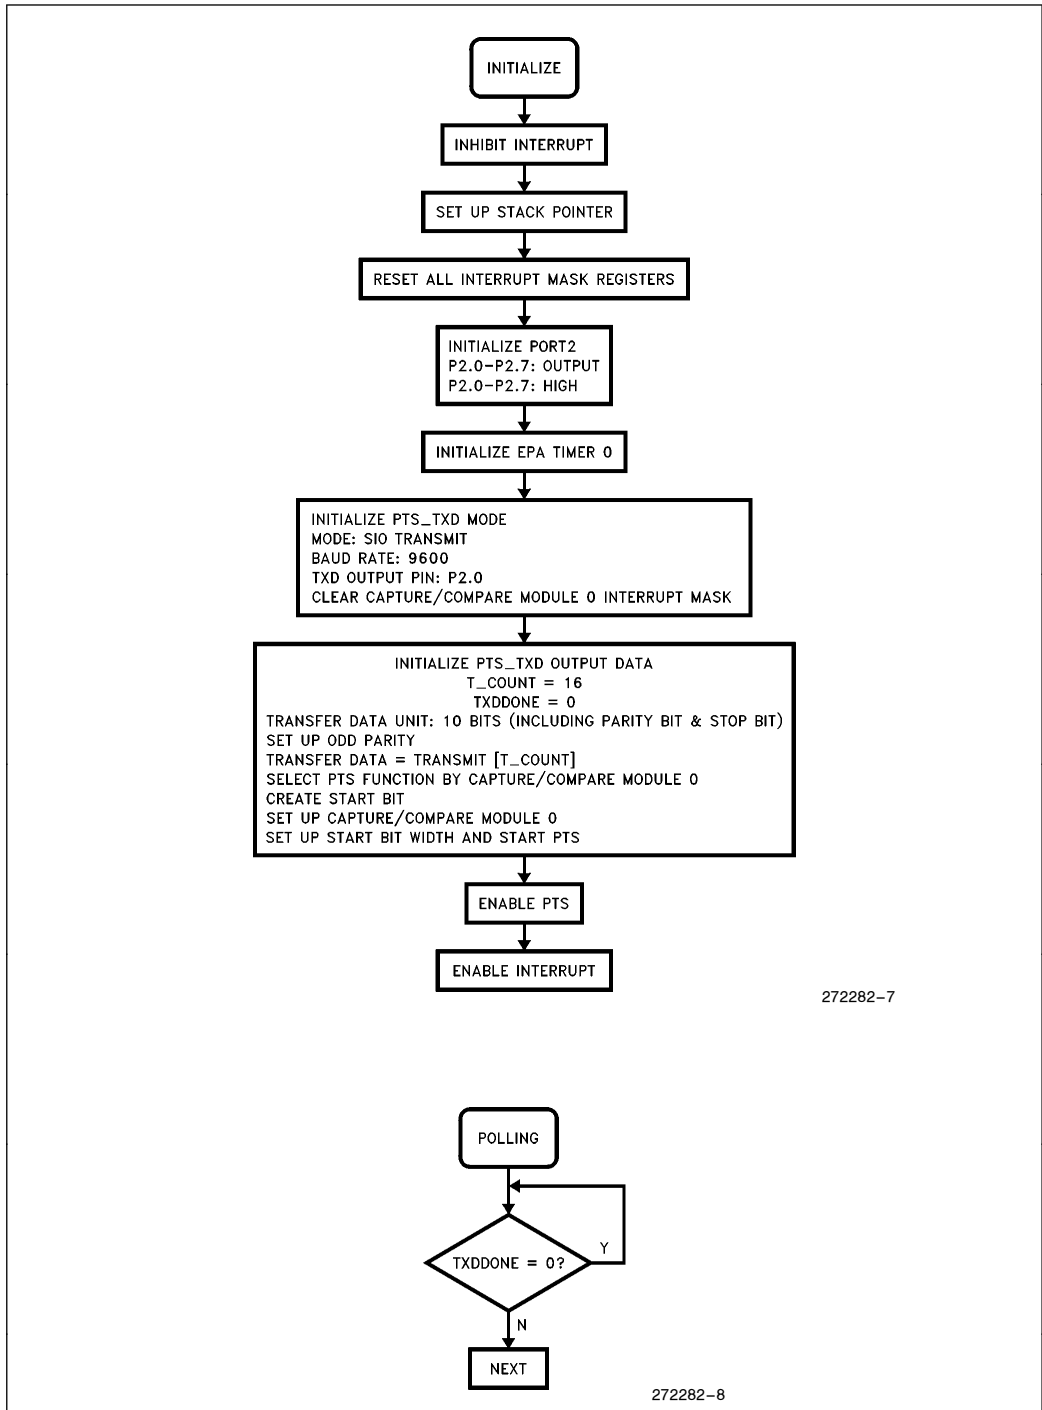 INITIALIZE
INHIBIT INTERRUPT
SET UP STACK POINTER
RESET ALL INTERRUPT MASK REGISTERS
INITIALIZE PORT2
P2.0–P2.7: OUTPUT
P2.0–P2.7: HIGH
INITIALIZE EPA TIMER 0
INITIALIZE PTS_TXD MODE
MODE: SIO TRANSMIT
BAUD RATE: 9600
TXD OUTPUT PIN: P2.0
CLEAR CAPTURE/COMPARE MODULE 0 INTERRUPT MASK
INITIALIZE PTS_TXD OUTPUT DATA
T_COUNT = 16
TXDDONE = 0
TRANSFER DATA UNIT: 10 BITS (INCLUDING PARITY BIT & STOP BIT)
SET UP ODD PARITY
TRANSFER DATA = TRANSMIT [T_COUNT]
SELECT PTS FUNCTION BY CAPTURE/COMPARE MODULE 0
CREATE START BIT
SET UP CAPTURE/COMPARE MODULE 0
SET UP START BIT WIDTH AND START PTS
ENABLE PTS
ENABLE INTERRUPT
272282–7
POLLING
TXDDONE = 0?
Y
N
NEXT
272282–8